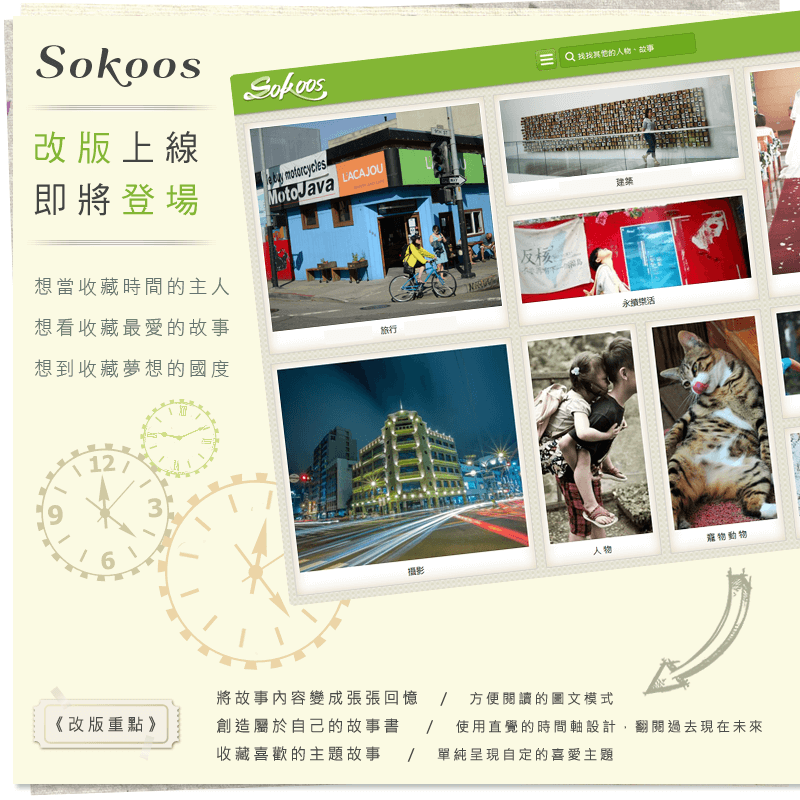 Sokoos
改版上線
即將登場
想當收藏時間的主人
想看收藏最愛的故事
想到收藏夢想的國度
Sokoos
找找其他的人物、故事
we buy motorcycles
MotoJava
LACAJOU
旅行
建築
反核
永續樂活
攝影
人物
寵物動物
12
3
6
9
《改版重點》
將故事內容變成張張回憶 / 方便閱讀的圖文模式
創造屬於自己的故事書 / 使用直覺的時間軸設計，翻閱過去現在未來
收藏喜歡的主題故事 / 單純呈現自定的喜愛主題